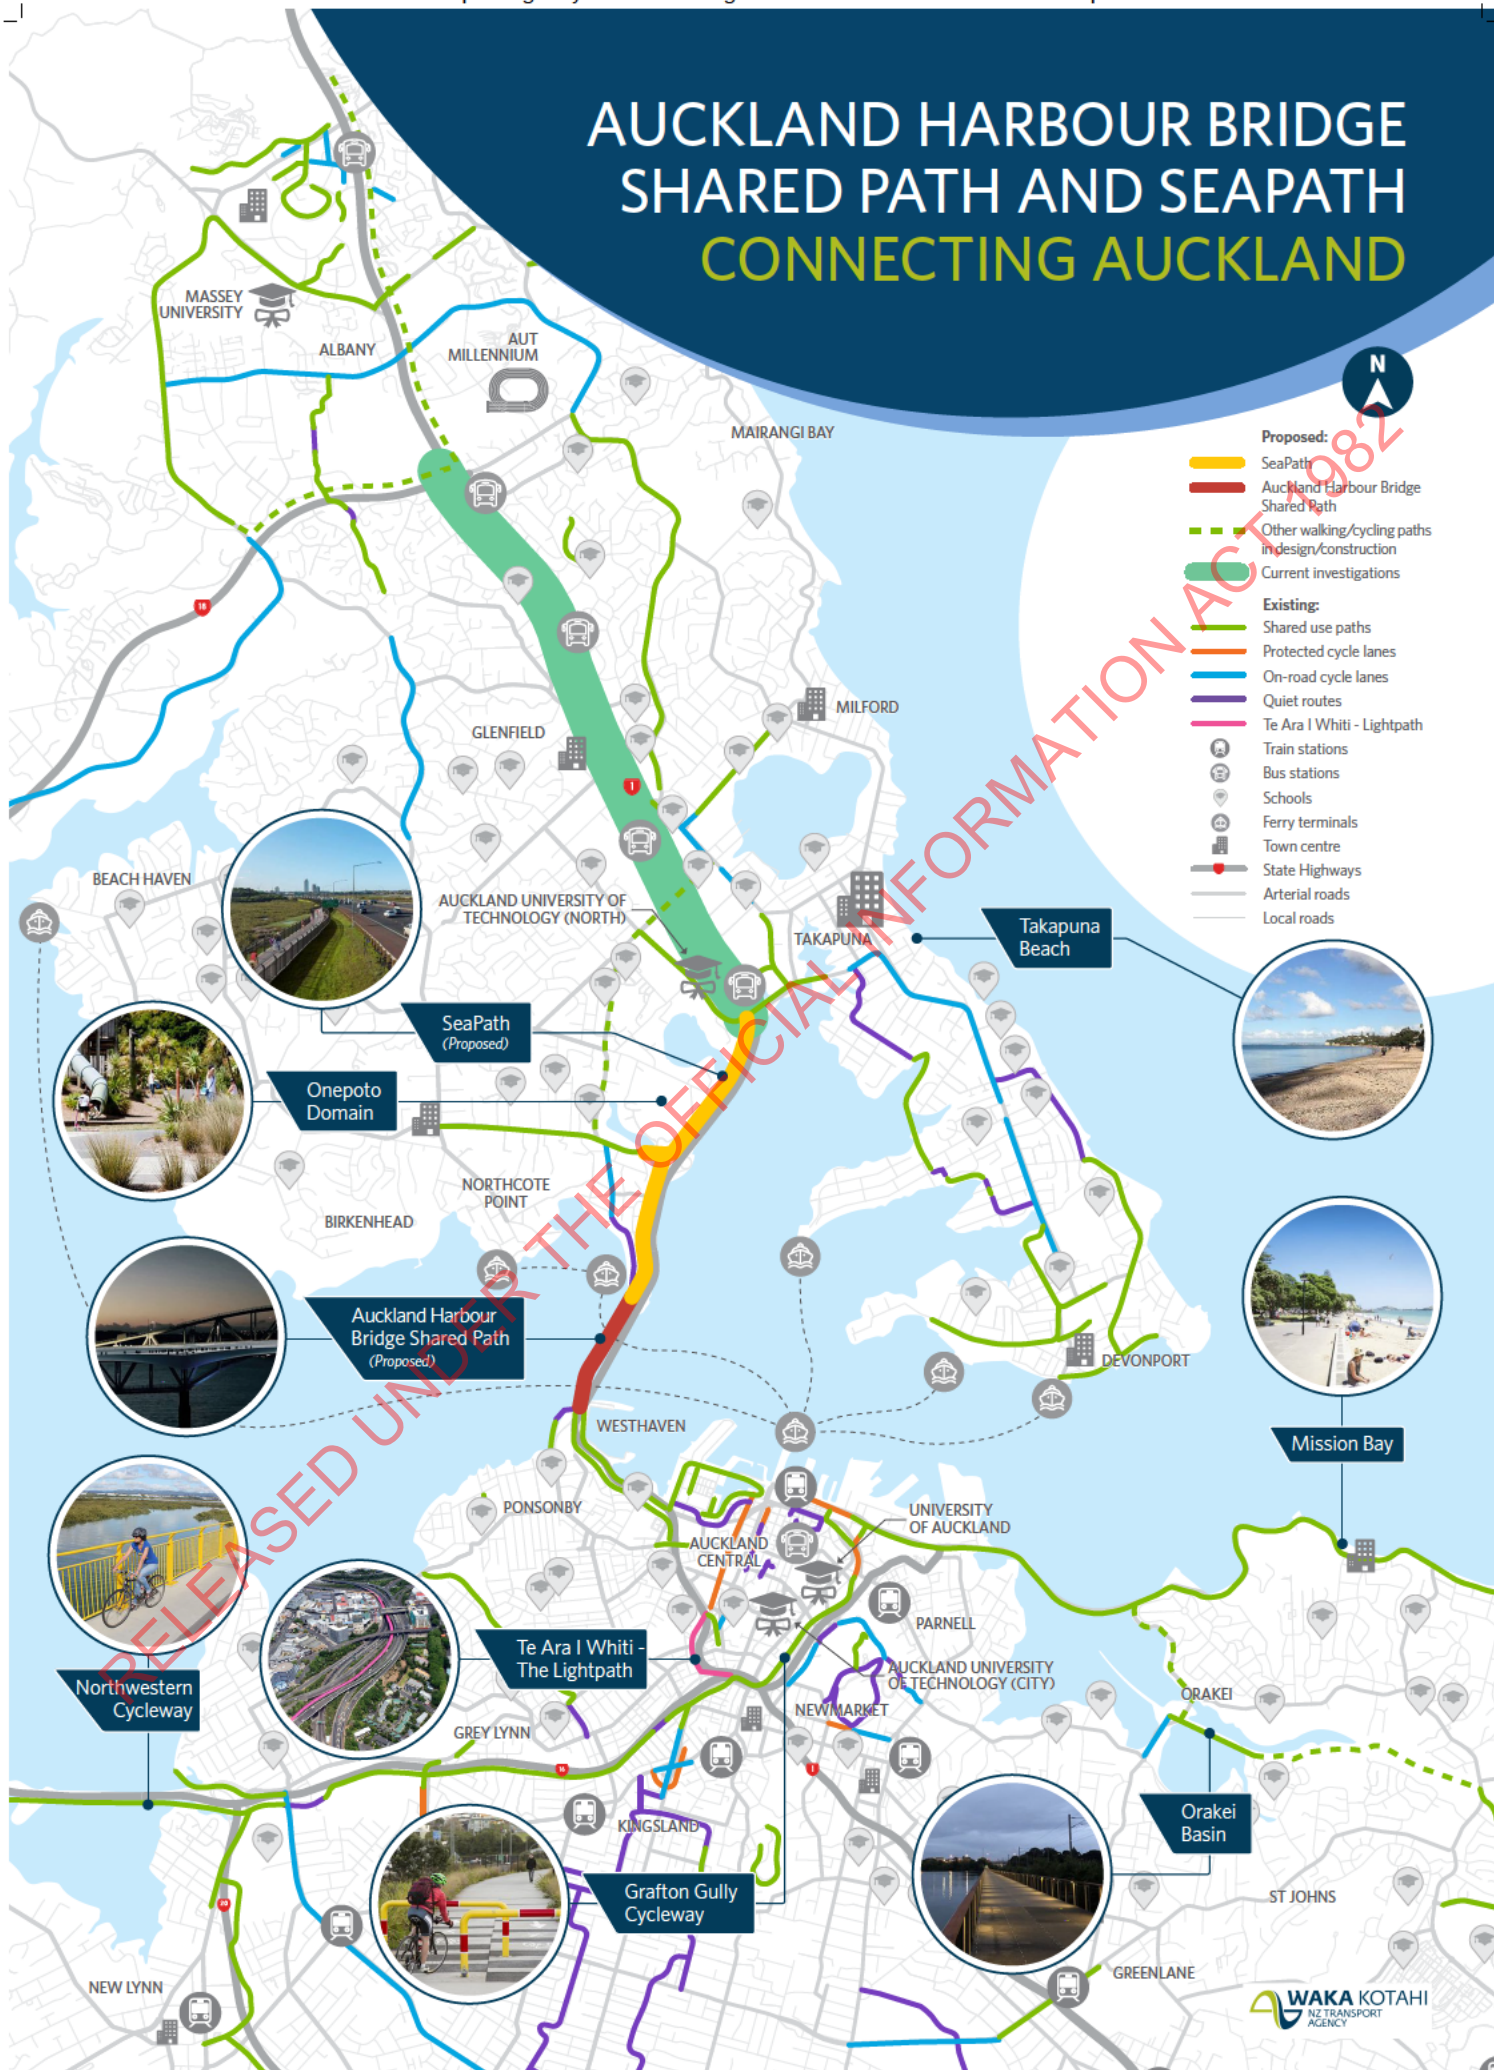 AUCKLAND HARBOUR BRIDGE
SHARED PATH AND SEAPATH
CONNECTING AUCKLAND
N
Proposed:
SeaPath
Auckland Harbour Bridge
Shared Path
Other walking/cycling paths
in design/construction
Current investigations
Existing:
Shared use paths
Protected cycle lanes
On-road cycle lanes
Quiet routes
Te Ara I Whiti - Lightpath
Train stations
Bus stations
Schools
Ferry terminals
Town centre
State Highways
Arterial roads
Local roads
MASSEY
UNIVERSITY
ALBANY
AUT
MILLENNIUM
MAIRANGI BAY
18
GLENFIELD
MILFORD
1
BEACH HAVEN
AUCKLAND UNIVERSITY OF
TECHNOLOGY (NORTH)
TAKAPUNA
Takapuna
Beach
SeaPath
(Proposed)
Onepoto
Domain
NORTHCOTE
POINT
BIRKENHEAD
Auckland Harbour
Bridge Shared Path
(Proposed)
DEVONPORT
WESTHAVEN
Mission Bay
PONSONBY
UNIVERSITY
OF AUCKLAND
AUCKLAND
CENTRAL
PARNELL
Te Ara I Whiti -
The Lightpath
AUCKLAND UNIVERSITY
OF TECHNOLOGY (CITY)
Northwestern
Cycleway
ORAKEI
NEWMARKET
GREY LYNN
16
1
KINGSLAND
Orakei
Basin
Grafton Gully
Cycleway
ST JOHNS
20
GREENLANE
NEW LYNN
WAKA KOTAHI
NZ TRANSPORT
AGENCY
RELEASED UNDER THE OFFICIAL INFORMATION ACT 1982